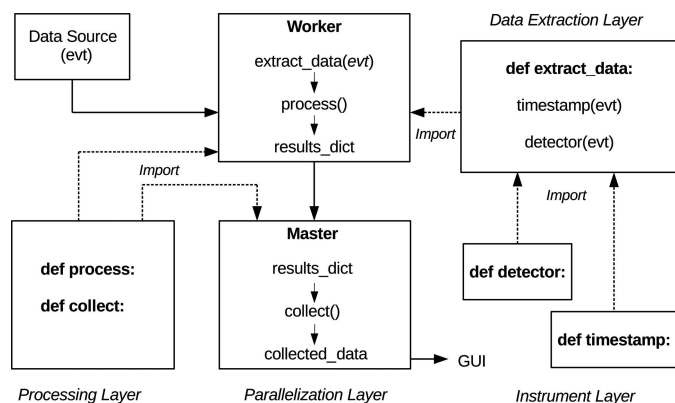 Data Source
(evt)
Worker
extract_data(evt)
process()
results_dict
Data Extraction Layer
def extract_data:
timestamp(evt)
detector(evt)
Import
Import
Import
def process:
def collect:
Master
results_dict
collect()
collected_data
GUI
def detector:
def timestamp:
Processing Layer
Parallelization Layer
Instrument Layer